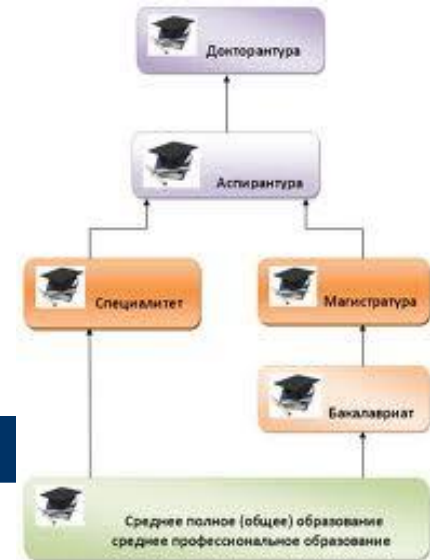 Докторантура
Аспирантура
Специалитет
Магистратура
Бакалавриат
Среднее полное (общее) образование
среднее профессиональное образование